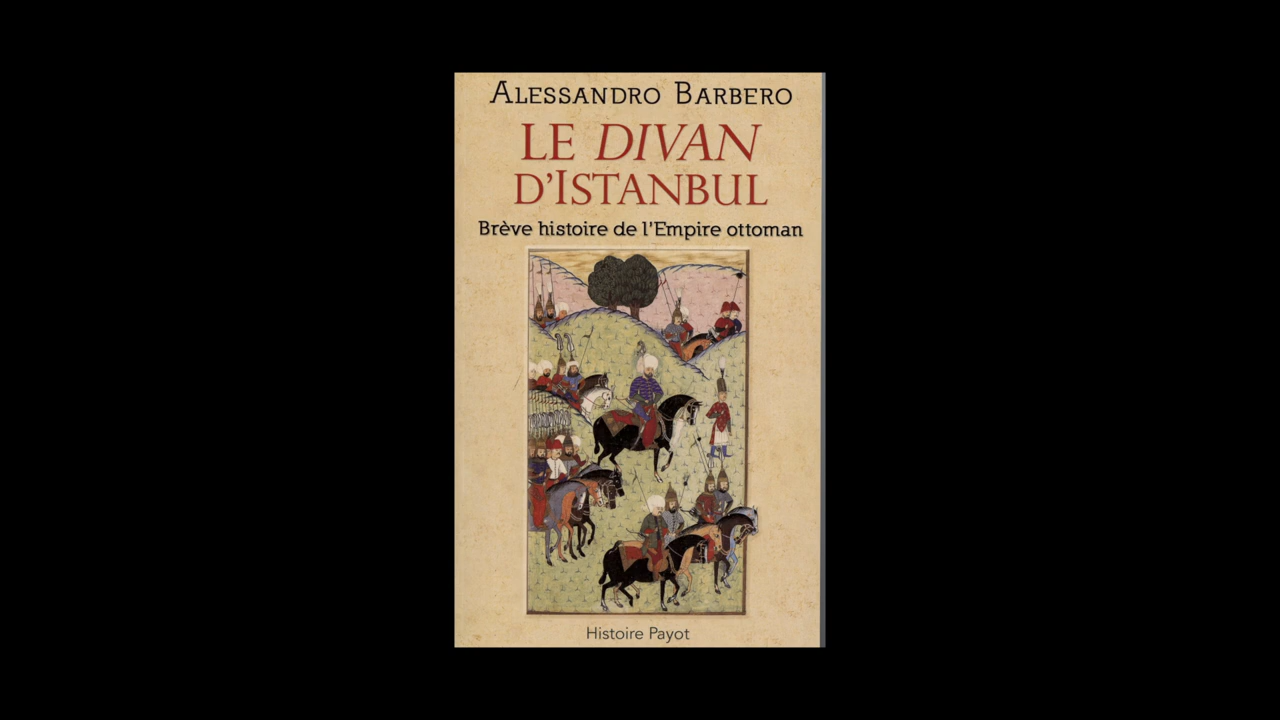 ALESSANDRO BARBERO
LE DIVAN
D'ISTANBUL
Brève histoire de l'Empire ottoman
Histoire Payot